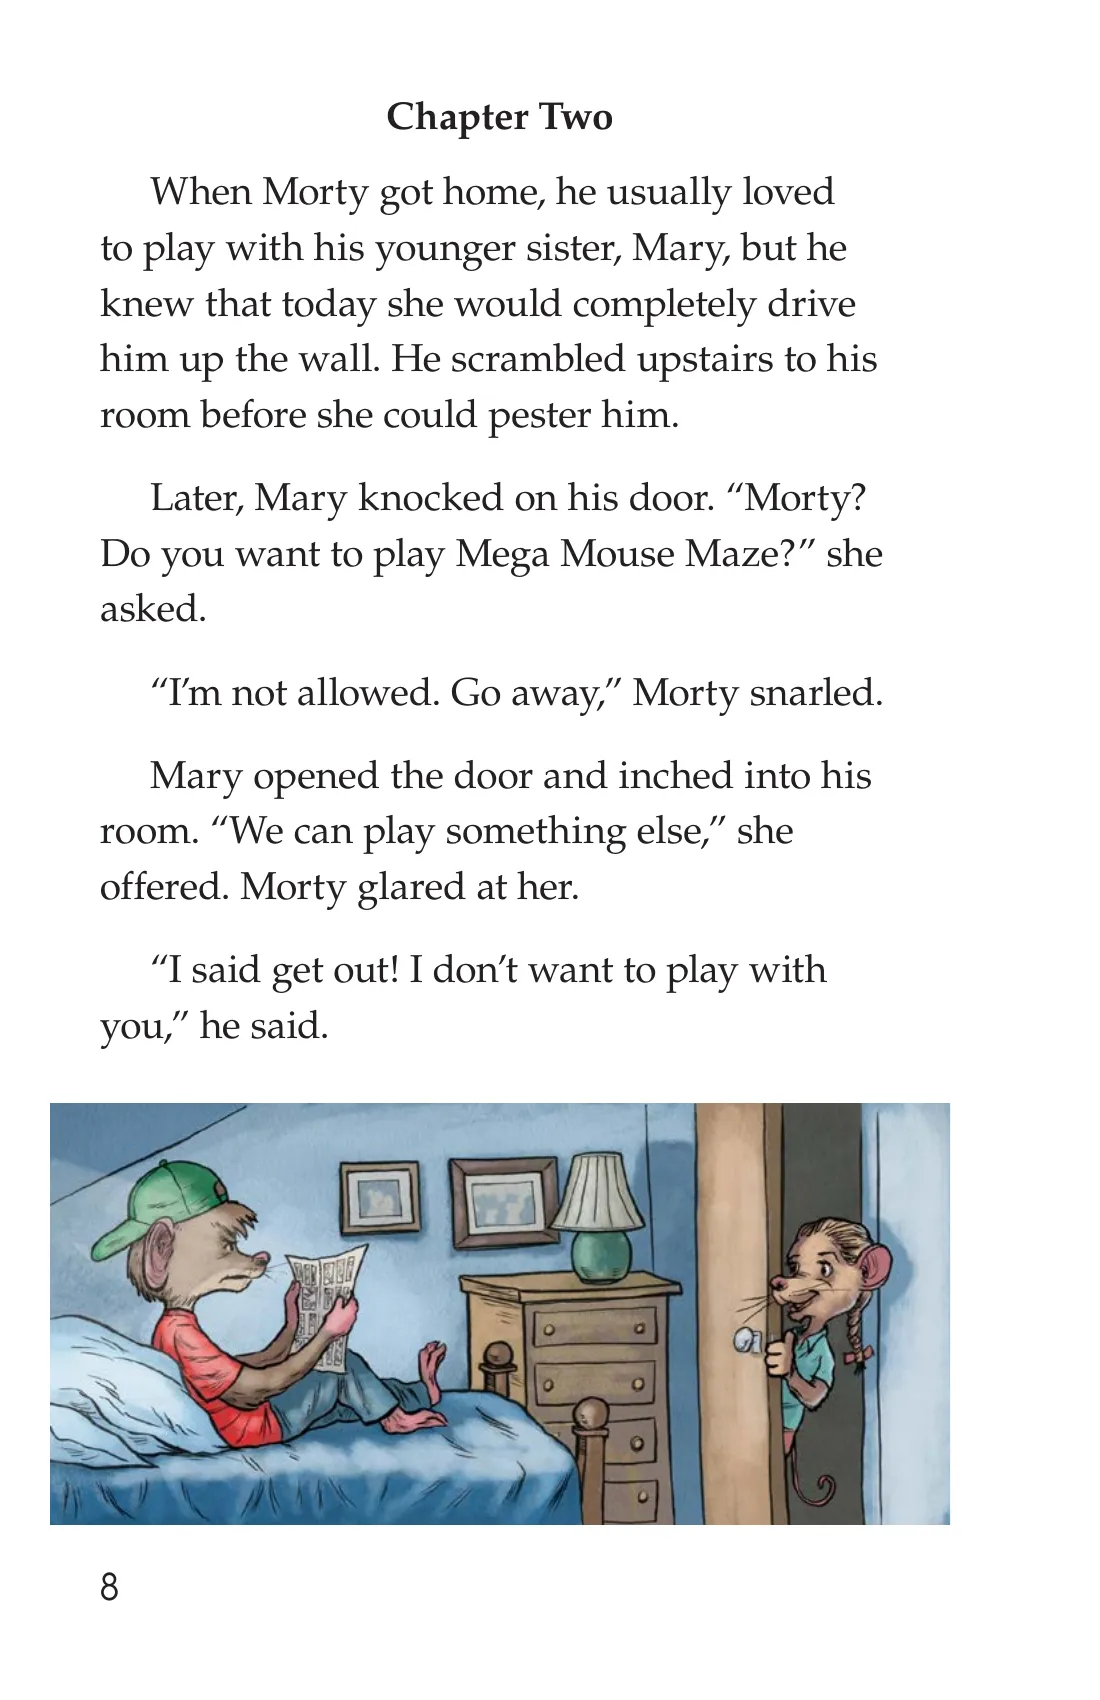 Chapter Two
When Morty got home, he usually loved
to play with his younger sister, Mary, but he
knew that today she would completely drive
him up the wall. He scrambled upstairs to his
room before she could pester him.
Later, Mary knocked on his door. “Morty?
Do you want to play Mega Mouse Maze?” she
asked.
“I’m not allowed. Go away,” Morty snarled.
Mary opened the door and inched into his
room. “We can play something else,” she
offered. Morty glared at her.
“I said get out! I don’t want to play with
you,” he said.
8